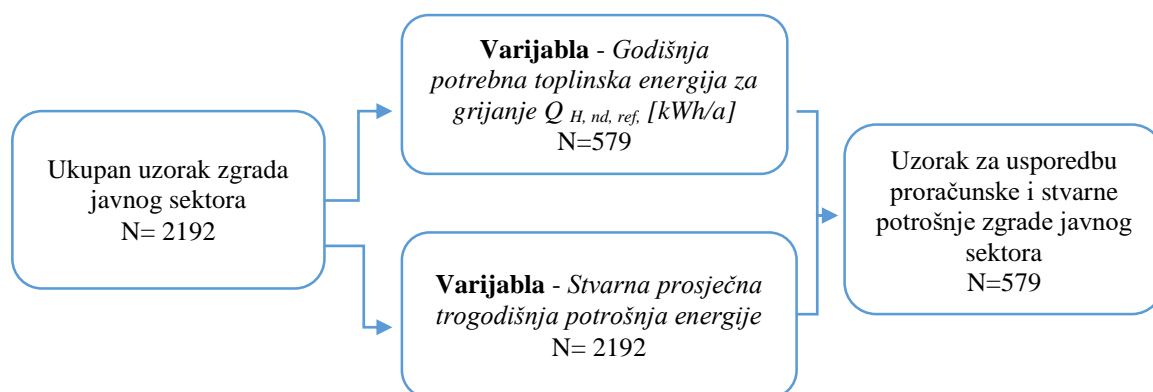 Ukupan uzorak zgrada
javnog sektora
N= 2192
Varijabla - Godišnja
potrebna toplinska energija za
grijanje Q H, nd, ref, [kWh/a]
N=579
Varijabla - Stvarna prosječna
trogodišnja potrošnja energije
N= 2192
Uzorak za usporedbu
proračunske i stvarne
potrošnje zgrade javnog
sektora
N=579